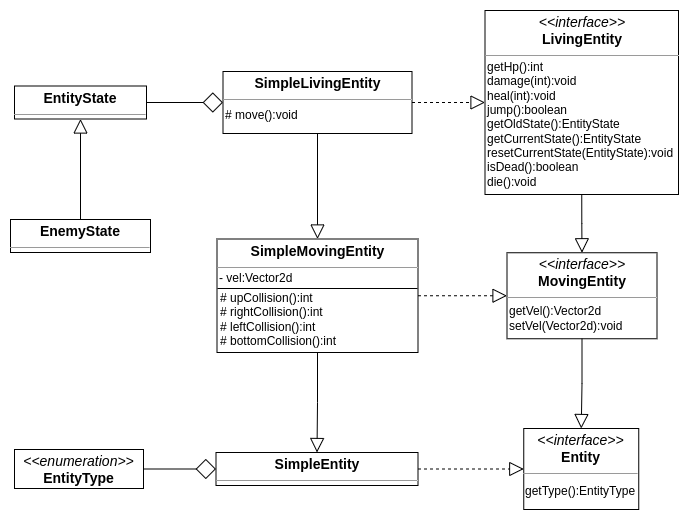 <<interface>>
LivingEntity
getHp():int
damage(int):void
heal(int):void
jump():boolean
getOldState():EntityState
getCurrentState():EntityState
resetCurrentState(EntityState):void
isDead():boolean
die():void
SimpleLivingEntity
# move():void
EntityState
EnemyState
SimpleMovingEntity
- vel:Vector2d
# upCollision():int
# rightCollision():int
# leftCollision():int
# bottomCollision():int
<<interface>>
MovingEntity
getVel():Vector2d
setVel(Vector2d):void
<<enumeration>>
EntityType
SimpleEntity
<<interface>>
Entity
getType():EntityType